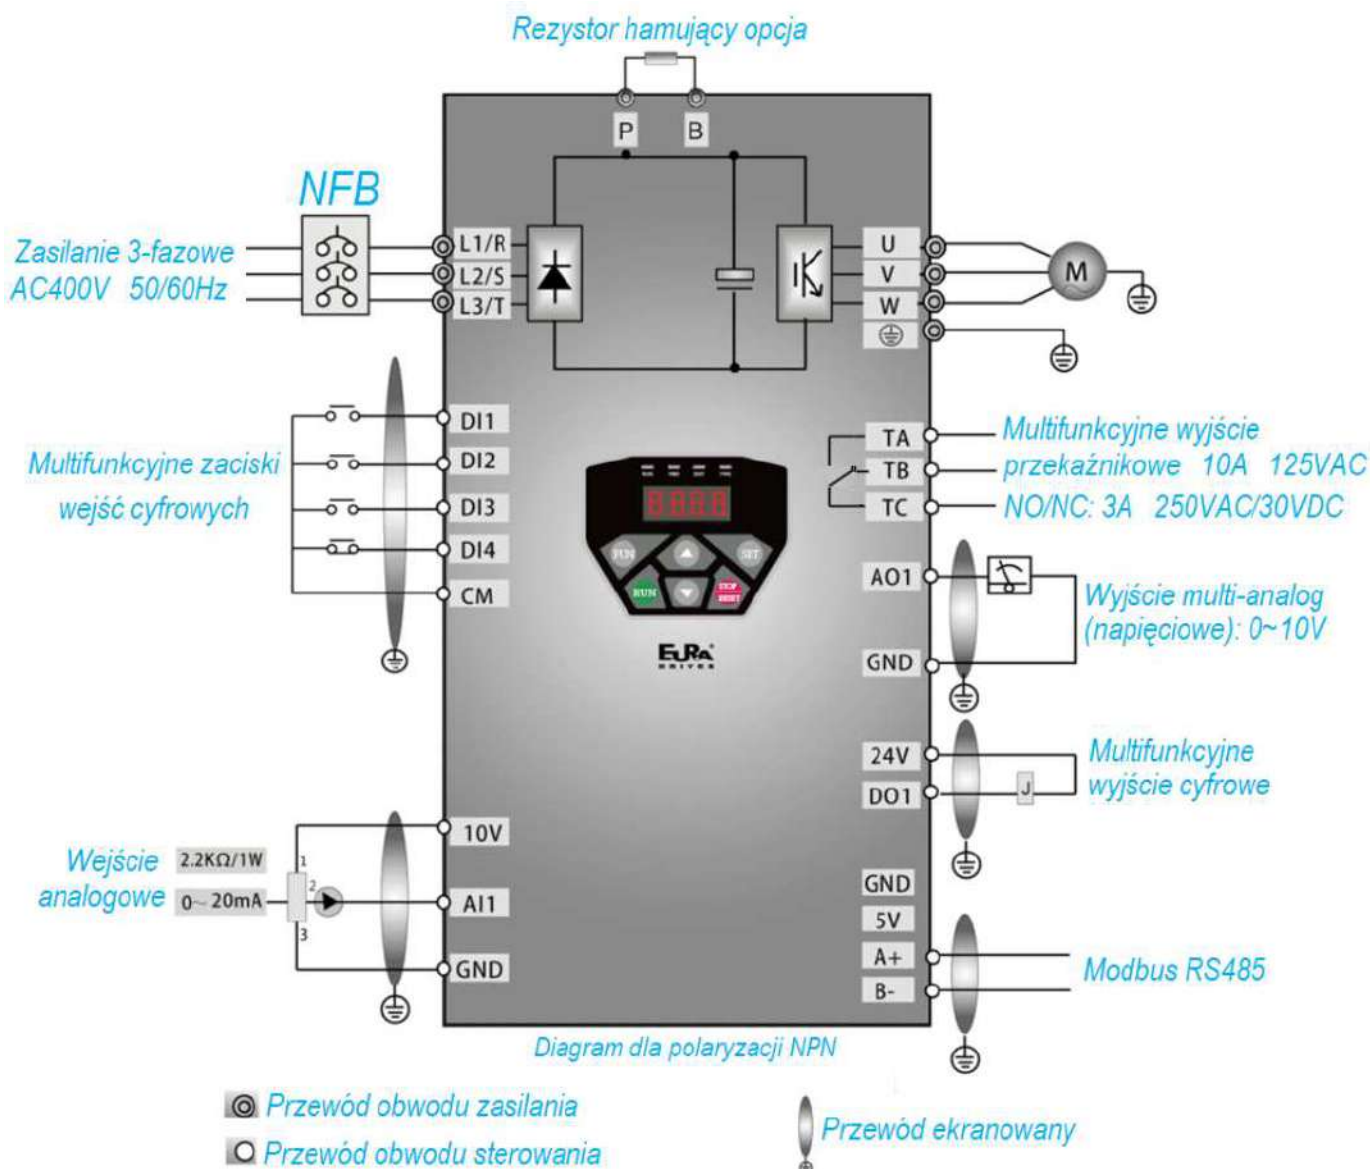 Rezystor hamujący opcja
P B
NFB
Zasilanie 3-fazowe
AC400V 50/60Hz
L1/R
L2/S
L3/T
U
V
W
M
Multifunkcyjne zaciski
wejść cyfrowych
DI1
DI2
DI3
DI4
CM
TA
TB
TC
Multifunkcyjne wyjście
przekaźnikowe 10A 125VAC
NO/NC: 3A 250VAC/30VDC
FUN
SET
RUN
STOP
RESET
EURA
DRIVES
AO1
GND
Wyjście multi-analog
(napięciowe): 0~10V
24V
DO1
J
Multifunkcyjne
wyjście cyfrowe
Wejście
analogowe
2.2KΩ/1W
0~ 20mA
1
2
3
10V
AI1
GND
GND
5V
A+
B-
Modbus RS485
Diagram dla polaryzacji NPN
Przewód obwodu zasilania
Przewód obwodu sterowania
Przewód ekranowany